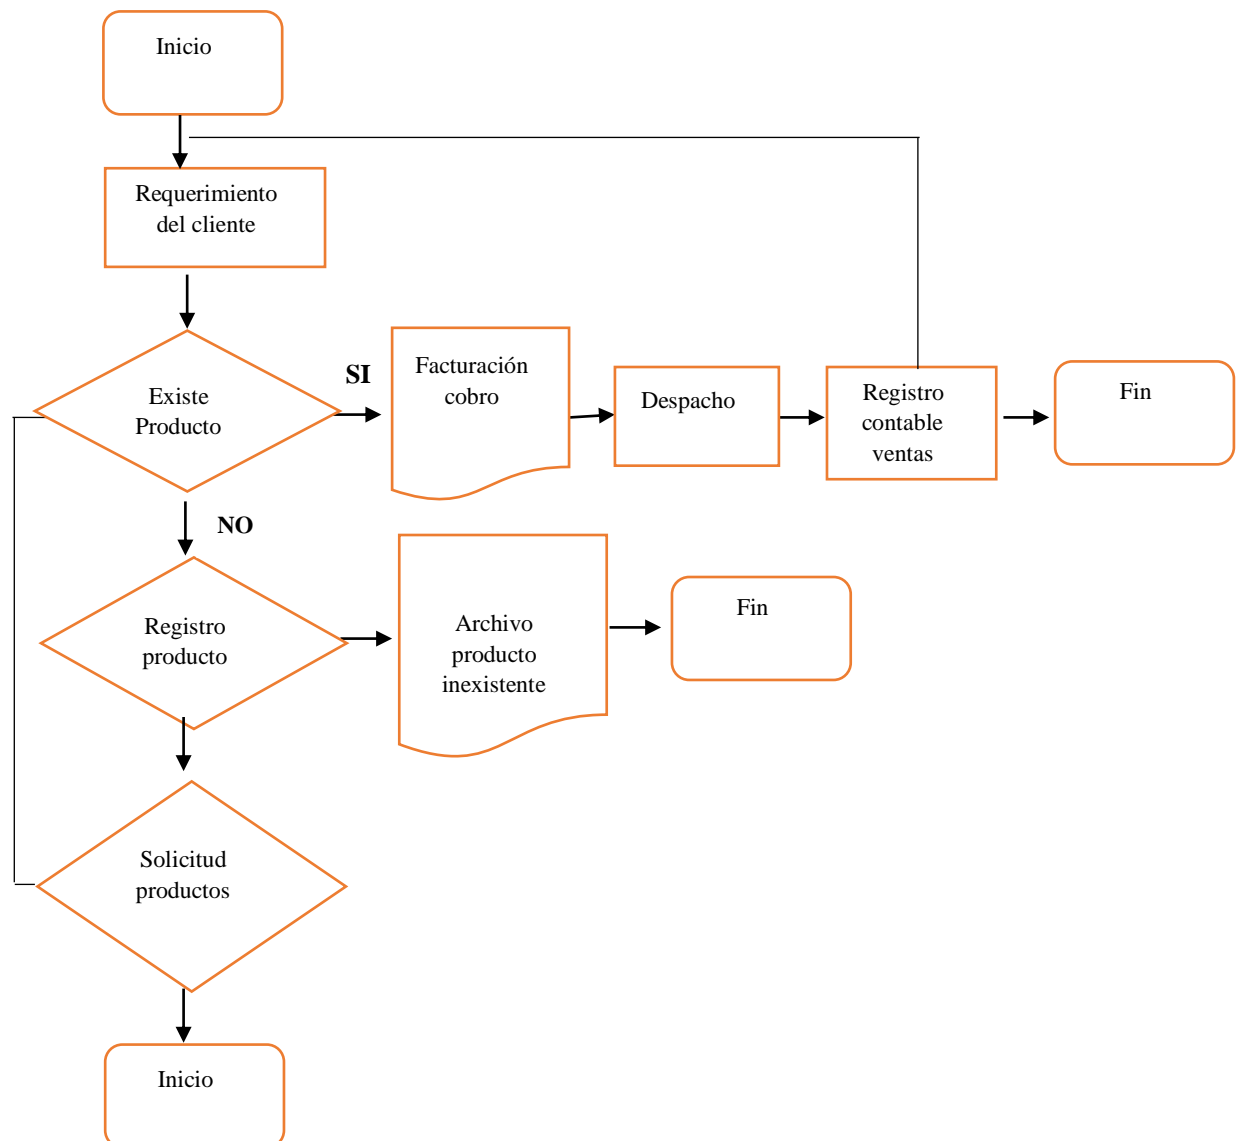 Inicio
Requerimiento
del cliente
Existe
Producto
SI
Facturación
cobro
Despacho
Registro
contable
ventas
Fin
NO
Registro
producto
Archivo
producto
inexistente
Fin
Solicitud
productos
Inicio